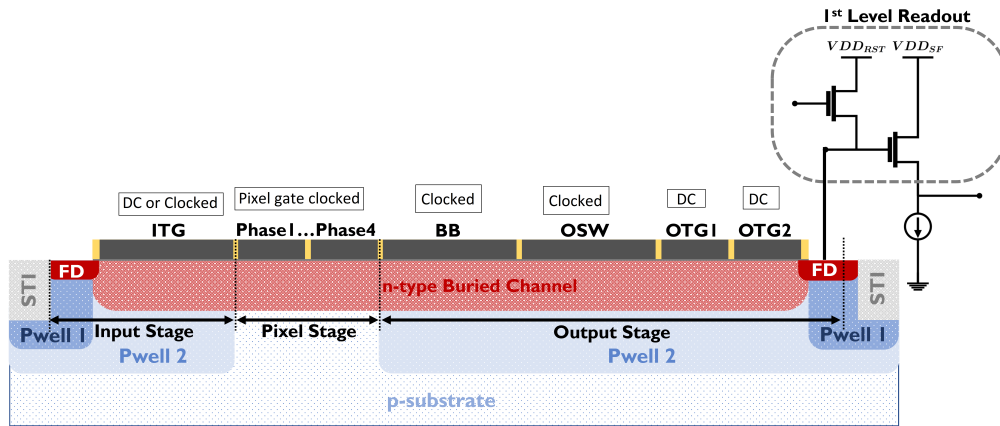 1st Level Readout
VDD_RST VDD_SF
DC or Clocked
Pixel gate clocked
Clocked
Clocked
DC
DC
ITG
Phase1...Phase4
BB
OSW
OTG1
OTG2
STI
FD
n-type Buried Channel
FD
STI
Pwell 1
Input Stage
Pixel Stage
Output Stage
Pwell 1
Pwell 2
Pwell 2
p-substrate